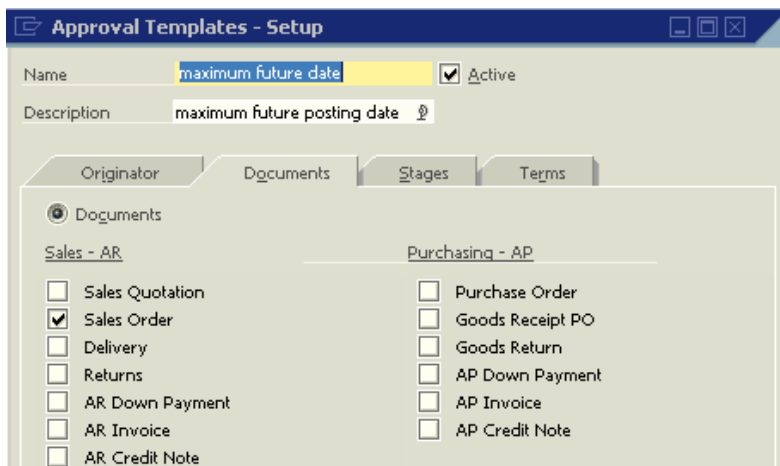 Approval Templates - Setup
Name maximum future date Active
Description maximum future posting date
Originator Documents Stages Terms
Documents
Sales - AR Purchasing - AP
Sales Quotation Purchase Order
Sales Order Goods Receipt PO
Delivery Goods Return
Returns AP Down Payment
AR Down Payment AP Invoice
AR Invoice AP Credit Note
AR Credit Note